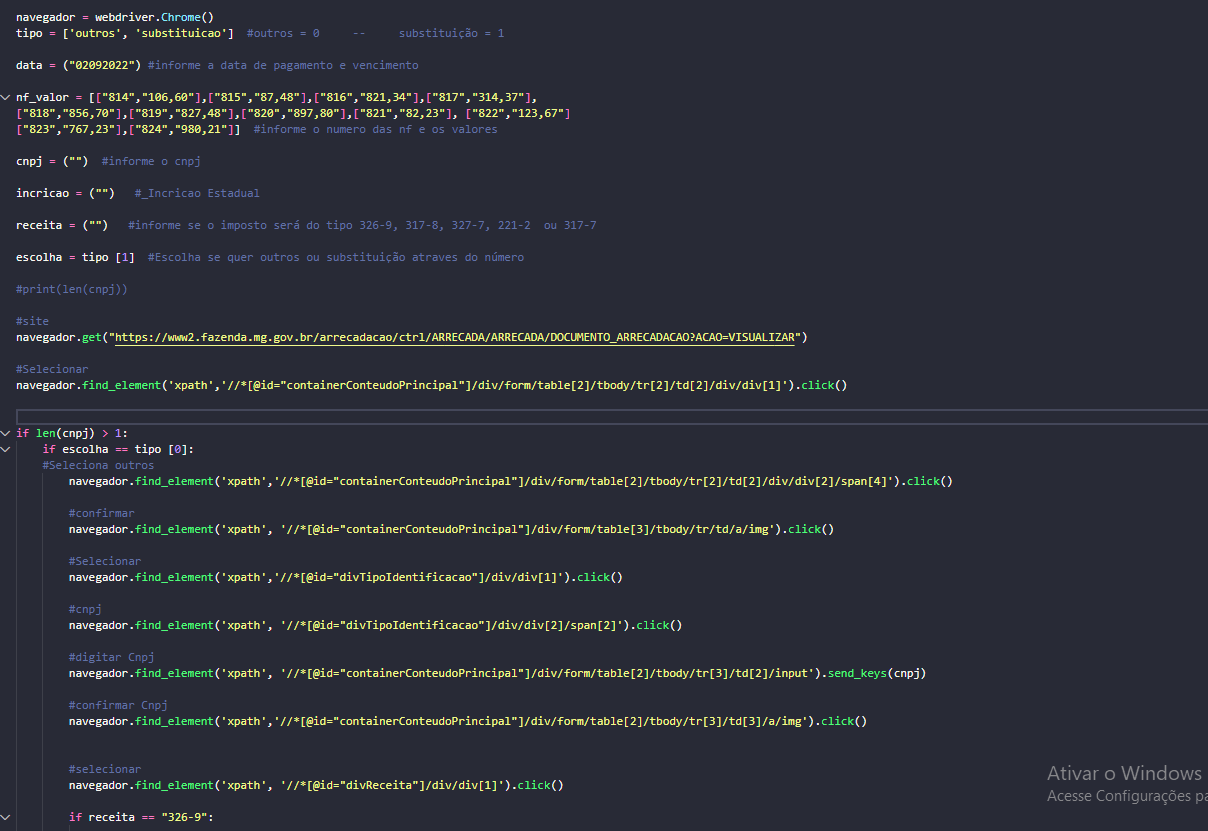 navegador = webdriver.Chrome()
tipo = ['outros', 'substituicao']  #outros = 0     --     substituição = 1
data = ("02092022") #informe a data de pagamento e vencimento
nf_valor = [["814","106,60"],["815","87,48"],["816","821,34"],["817","314,37"],
["818","856,70"],["819","827,48"],["820","897,80"],["821","82,23"], ["822","123,67"]
["823","767,23"],["824","980,21"]]  #informe o numero das nf e os valores
cnpj = ("")  #informe o cnpj
incricao = ("")   #_Incricao Estadual
receita = ("")   #informe se o imposto será do tipo 326-9, 317-8, 327-7, 221-2  ou 317-7
escolha = tipo [1]  #Escolha se quer outros ou substituição atraves do número
#print(len(cnpj))
#site
navegador.get("https://www2.fazenda.mg.gov.br/arrecadacao/ctrl/ARRECADA/ARRECADA/DOCUMENTO_ARRECADACAO?ACAO=VISUALIZAR")
#Selecionar
navegador.find_element('xpath','//*[@id="containerConteudoPrincipal"]/div/form/table[2]/tbody/tr[2]/td[2]/div/div[1]').click()
if len(cnpj) > 1:
    if escolha == tipo [0]:
    #Seleciona outros
        navegador.find_element('xpath','//*[@id="containerConteudoPrincipal"]/div/form/table[2]/tbody/tr[2]/td[2]/div/div[2]/span[4]').click()
        #confirmar
        navegador.find_element('xpath', '//*[@id="containerConteudoPrincipal"]/div/form/table[3]/tbody/tr/td/a/img').click()
        #Selecionar
        navegador.find_element('xpath','//*[@id="divTipoIdentificacao"]/div/div[1]').click()
        #cnpj
        navegador.find_element('xpath', '//*[@id="divTipoIdentificacao"]/div/div[2]/span[2]').click()
        #digitar Cnpj
        navegador.find_element('xpath', '//*[@id="containerConteudoPrincipal"]/div/form/table[2]/tbody/tr[3]/td[2]/input').send_keys(cnpj)
        #confirmar Cnpj
        navegador.find_element('xpath','//*[@id="containerConteudoPrincipal"]/div/form/table[2]/tbody/tr[3]/td[3]/a/img').click()
        #selecionar
        navegador.find_element('xpath', '//*[@id="divReceita"]/div/div[1]').click()
        if receita == "326-9":
Ativar o Windows
Acesse Configurações pa